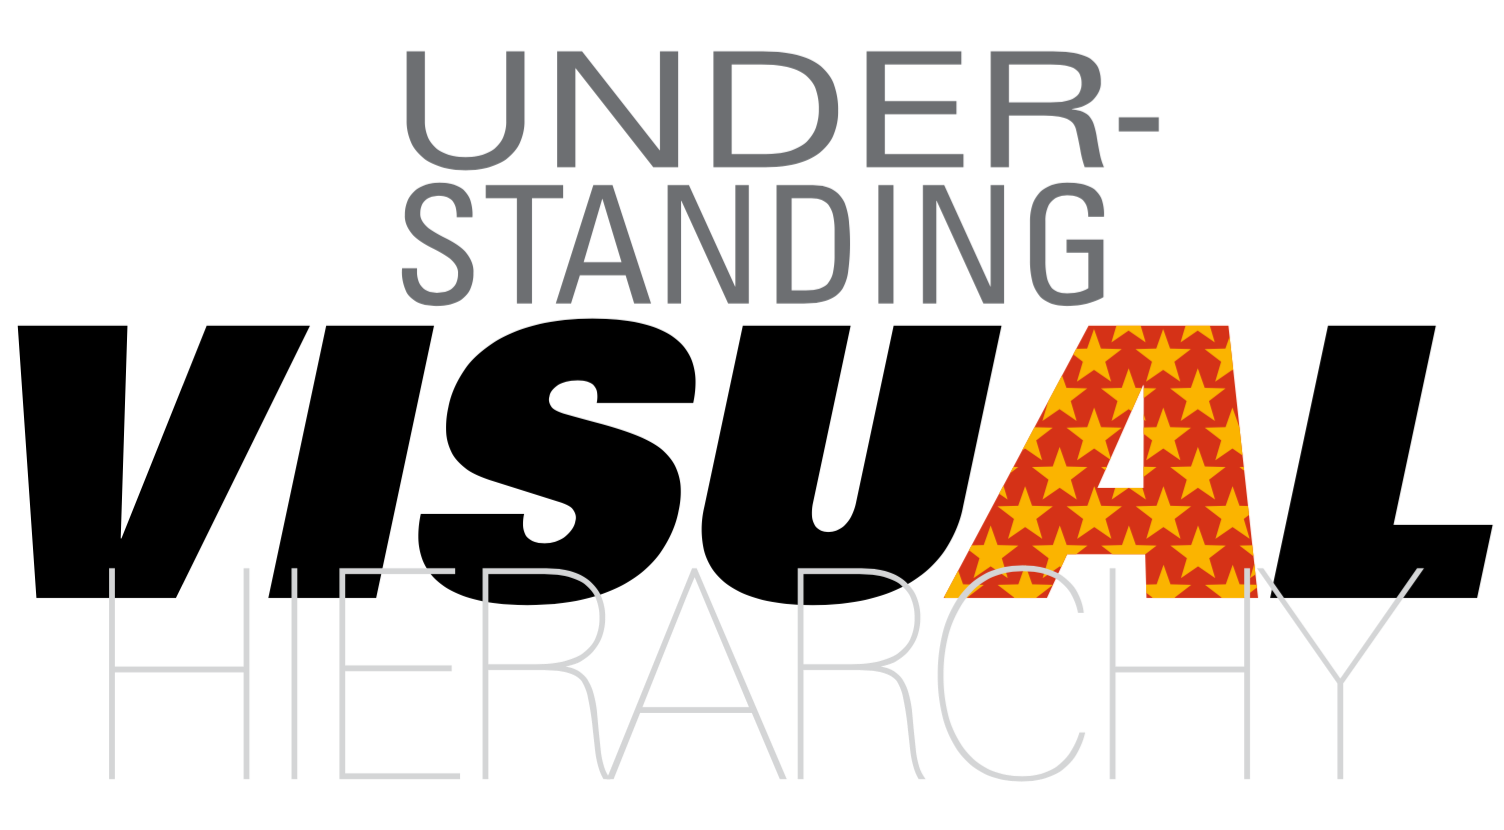 UNDER-
STANDING
VISUAL
HIERARCHY